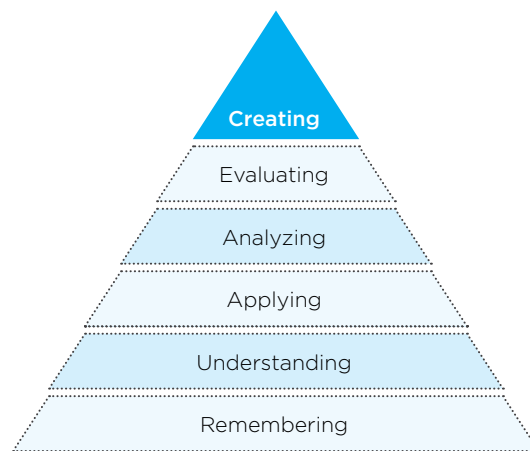 Creating
Evaluating
Analyzing
Applying
Understanding
Remembering